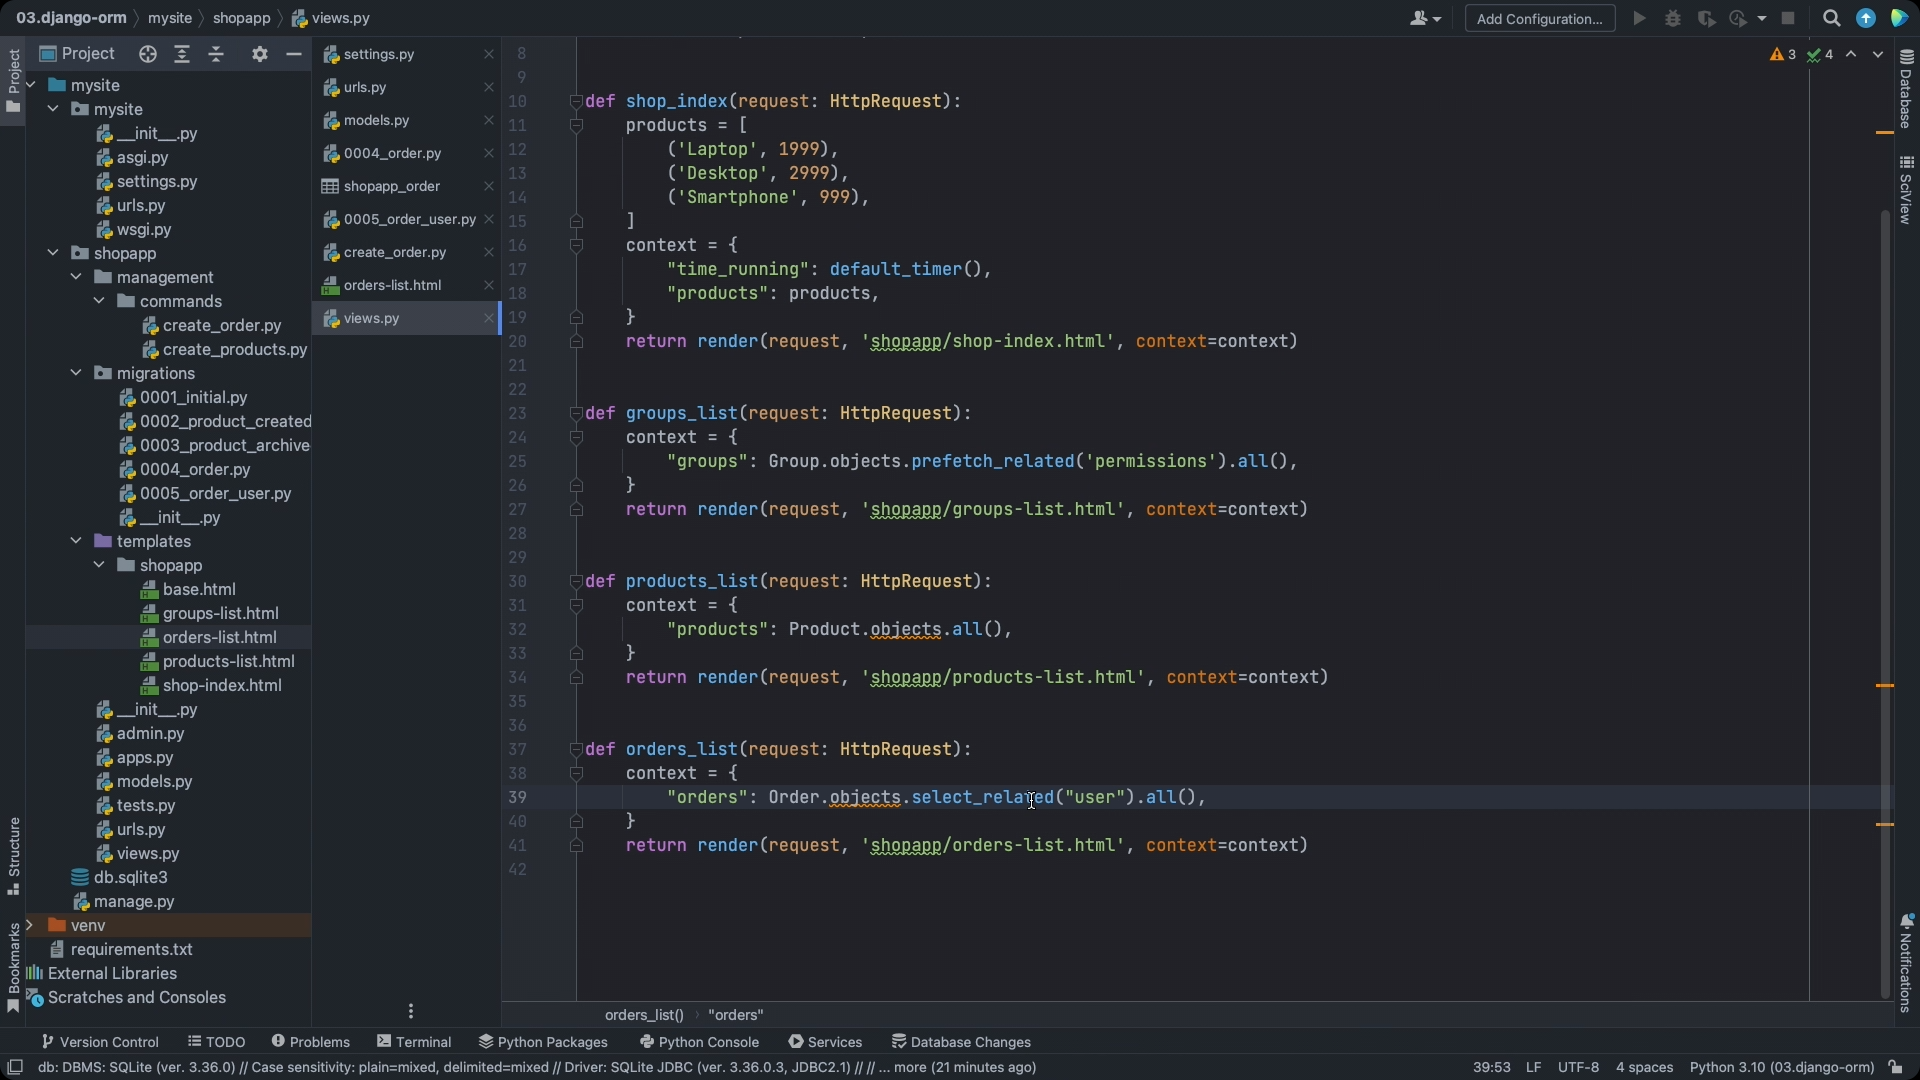 03.django-orm mysite shopapp views.py
Add Configuration...
Project
Project
mysite
mysite
__init__.py
asgi.py
settings.py
urls.py
wsgi.py
shopapp
management
commands
create_order.py
create_products.py
migrations
0001_initial.py
0002_product_created
0003_product_archive
0004_order.py
0005_order_user.py
__init__.py
templates
shopapp
base.html
groups-list.html
orders-list.html
products-list.html
shop-index.html
__init__.py
admin.py
apps.py
models.py
tests.py
urls.py
views.py
db.sqlite3
manage.py
venv
requirements.txt
External Libraries
Scratches and Consoles
Structure
Bookmarks
settings.py
urls.py
models.py
0004_order.py
shopapp_order
0005_order_user.py
create_order.py
orders-list.html
views.py
3 4
8
9
10 def shop_index(request: HttpRequest):
11 products = [
12 ('Laptop', 1999),
13 ('Desktop', 2999),
14 ('Smartphone', 999),
15 ]
16 context = {
17 "time_running": default_timer(),
18 "products": products,
19 }
20 return render(request, 'shopapp/shop-index.html', context=context)
21
22
23 def groups_list(request: HttpRequest):
24 context = {
25 "groups": Group.objects.prefetch_related('permissions').all(),
26 }
27 return render(request, 'shopapp/groups-list.html', context=context)
28
29
30 def products_list(request: HttpRequest):
31 context = {
32 "products": Product.objects.all(),
33 }
34 return render(request, 'shopapp/products-list.html', context=context)
35
36
37 def orders_list(request: HttpRequest):
38 context = {
39 "orders": Order.objects.select_related("user").all(),
40 }
41 return render(request, 'shopapp/orders-list.html', context=context)
42
orders_list() "orders"
Database
SciView
Notifications
Version Control TODO Problems Terminal Python Packages Python Console Services Database Changes
db: DBMS: SQLite (ver. 3.36.0) // Case sensitivity: plain=mixed, delimited=mixed // Driver: SQLite JDBC (ver. 3.36.0.3, JDBC2.1) // // ... more (21 minutes ago) 39:53 LF UTF-8 4 spaces Python 3.10 (03.django-orm)